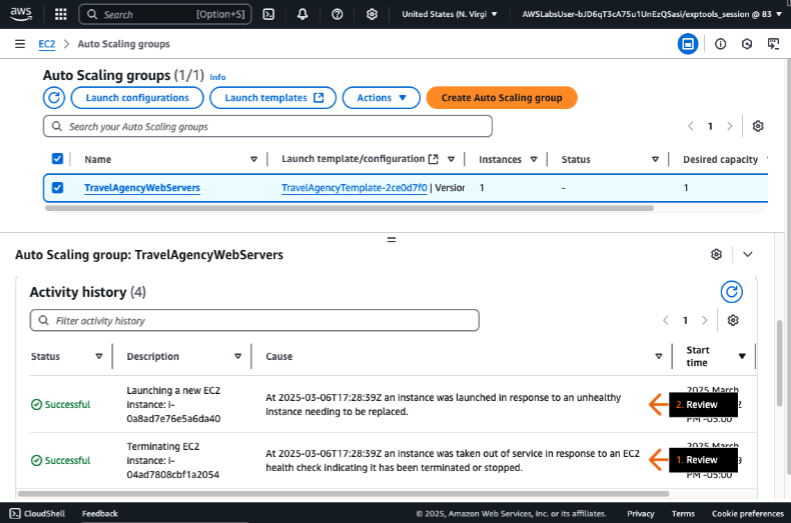 aws
Search [Option+S]
United States (N. Virgi
AWSLabsUser-bJD6qT3cA75u1UnEzQSasi/exptools_session @ 83
EC2 > Auto Scaling groups
Auto Scaling groups (1/1) Info
Launch configurations
Launch templates
Actions
Create Auto Scaling group
Search your Auto Scaling groups
1
Name
Launch template/configuration
Instances
Status
Desired capacity
TravelAgencyWebServers
TravelAgencyTemplate-2ce0d7f0 | Version
1
-
1
Auto Scaling group: TravelAgencyWebServers
Activity history (4)
Filter activity history
1
Status
Description
Cause
Start
time
Successful
Launching a new EC2
instance: i-
0a8ad7e76e5a6da40
At 2025-03-06T17:28:39Z an instance was launched in response to an unhealthy
instance needing to be replaced.
2025 March
2. Review
PM -05:00
Successful
Terminating EC2
instance: i-
04ad7808cbf1a2054
At 2025-03-06T17:28:39Z an instance was taken out of service in response to an EC2
health check indicating it has been terminated or stopped.
2025 March
1. Review
PM -05:00
CloudShell
Feedback
© 2025, Amazon Web Services, Inc. or its affiliates.
Privacy
Terms
Cookie preferences